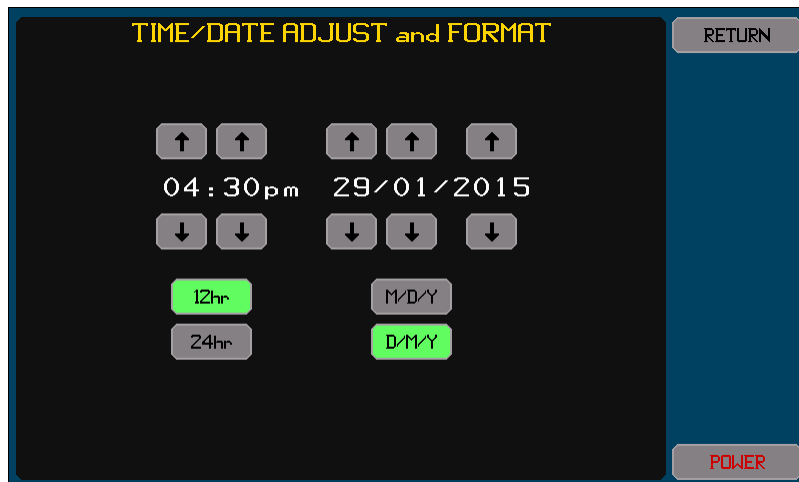 TIME/DATE ADJUST and FORMAT
RETURN
04:30pm 29/01/2015
12hr M/D/Y
24hr D/M/Y
POWER